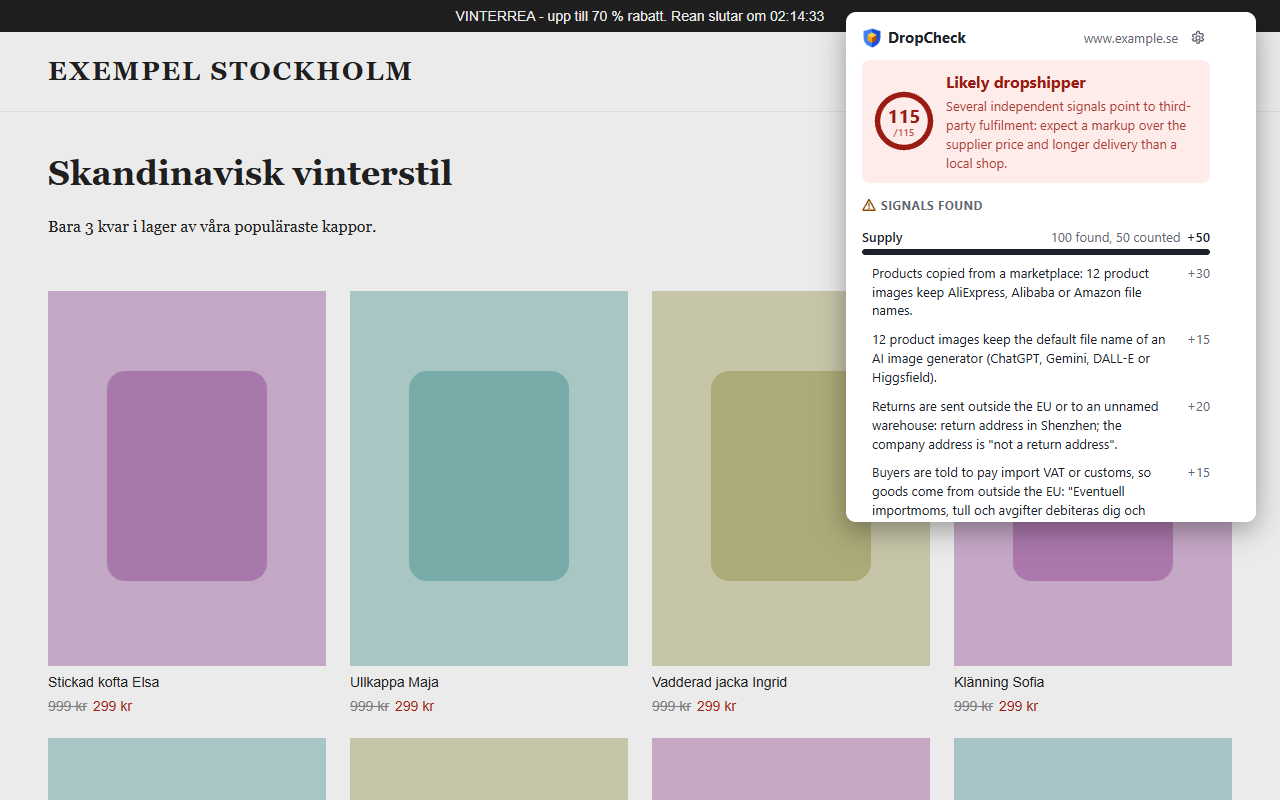 VINTERREA - upp till 70 % rabatt. Rean slutar om 02:14:33
EXEMPEL STOCKHOLM
Skandinavisk vinterstil
Bara 3 kvar i lager av våra populäraste kappor.
DropCheck
www.example.se
115
/115
Likely dropshipper
Several independent signals point to third-
party fulfilment: expect a markup over the
supplier price and longer delivery than a
local shop.
SIGNALS FOUND
Supply 100 found, 50 counted +50
Products copied from a marketplace: 12 product +30
images keep AliExpress, Alibaba or Amazon file
names.
12 product images keep the default file name of an +15
AI image generator (ChatGPT, Gemini, DALL-E or
Higgsfield).
Returns are sent outside the EU or to an unnamed +20
warehouse: return address in Shenzhen; the
company address is "not a return address".
Buyers are told to pay import VAT or customs, so +15
goods come from outside the EU: "Eventuell
importmoms, tull och avgifter debiteras dig och
Stickad kofta Elsa
999 kr 299 kr
Ullkappa Maja
999 kr 299 kr
Vadderad jacka Ingrid
999 kr 299 kr
Klänning Sofia
999 kr 299 kr